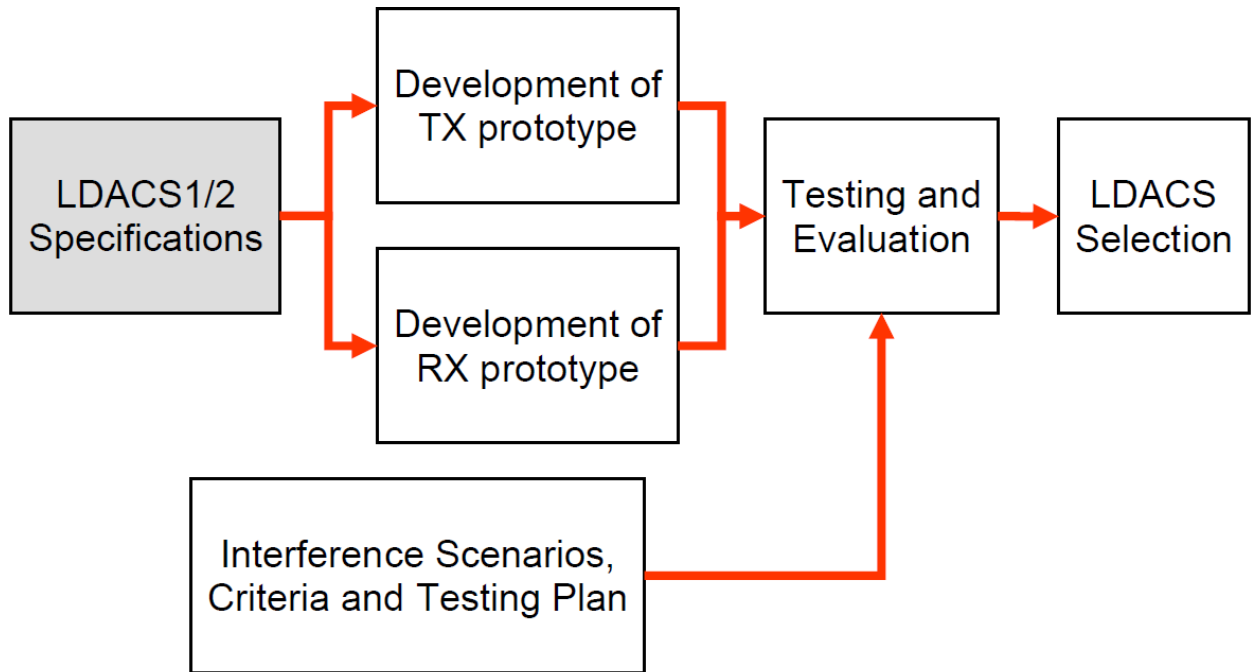 LDACS1/2
Specifications
Development of
TX prototype
Development of
RX prototype
Testing and
Evaluation
LDACS
Selection
Interference Scenarios,
Criteria and Testing Plan